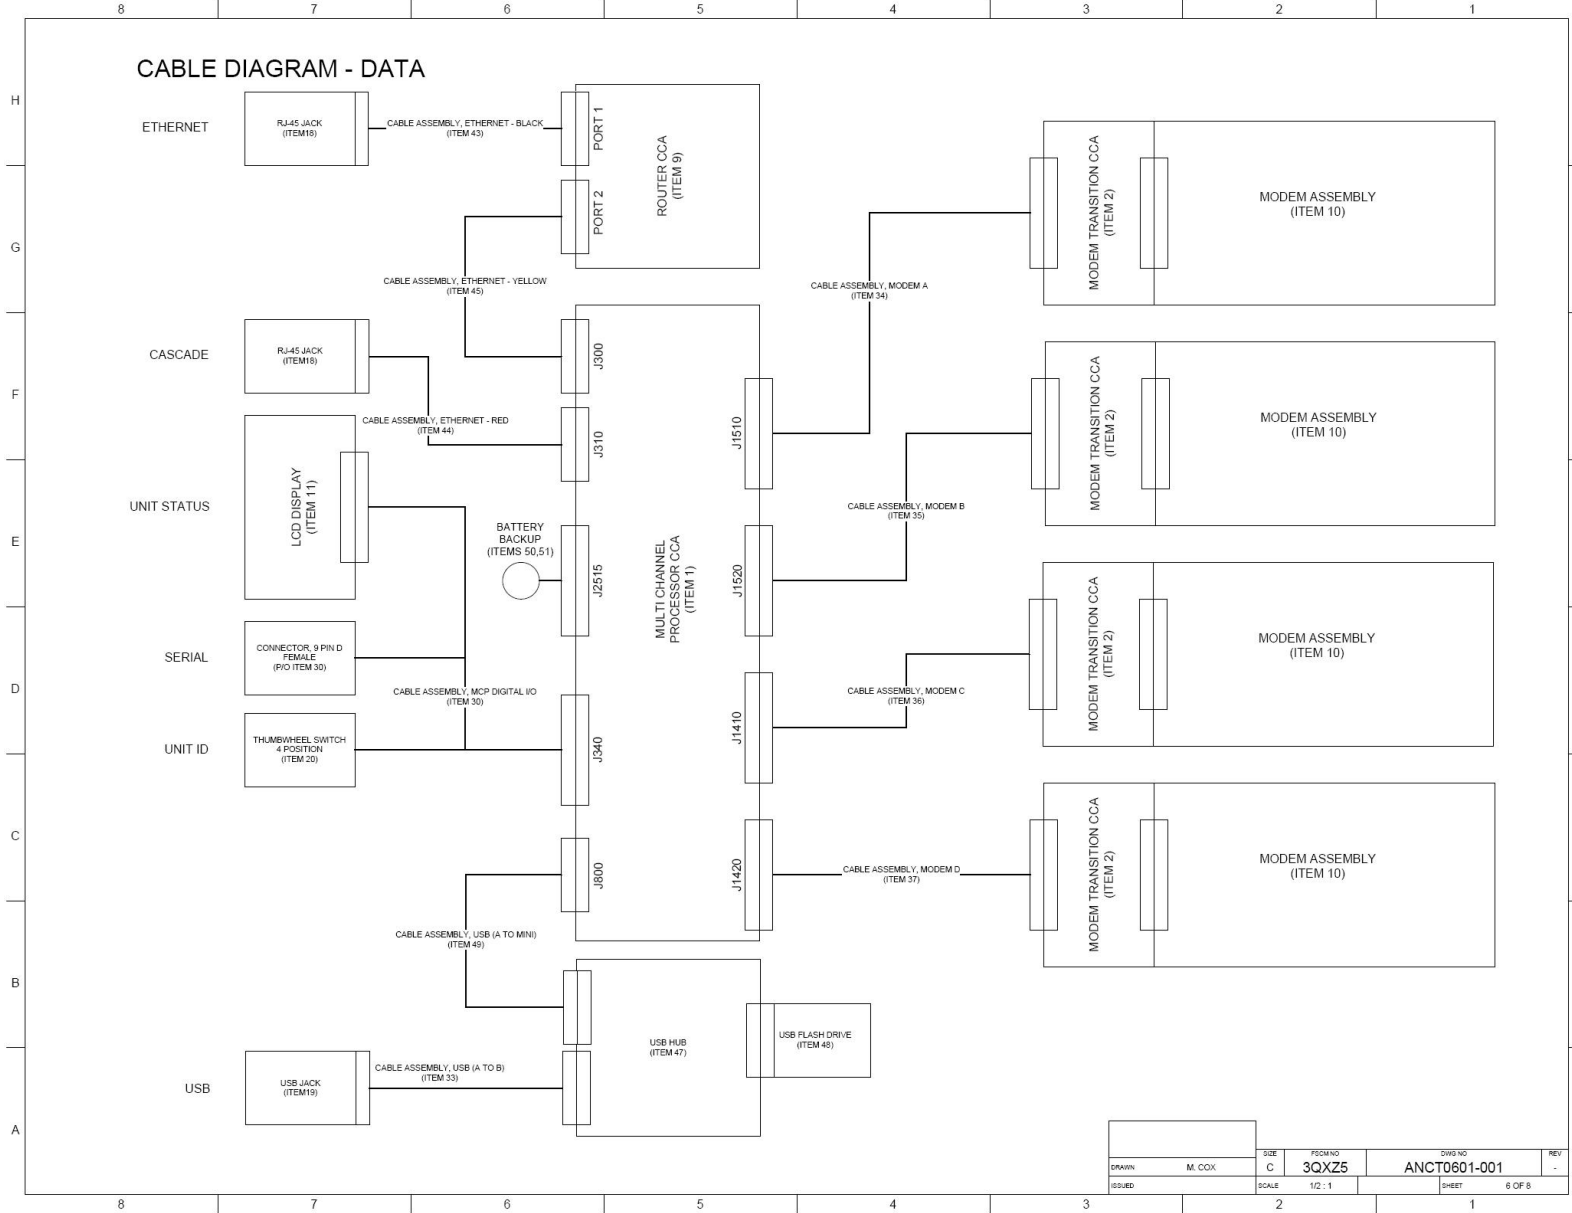 8 7 6 5 4 3 2 1
CABLE DIAGRAM - DATA
H
G
F
E
D
C
B
A
ETHERNET
RJ-45 JACK
(ITEM18)
CABLE ASSEMBLY, ETHERNET - BLACK
(ITEM 43)
PORT 1
PORT 2
ROUTER CCA
(ITEM 9)
CABLE ASSEMBLY, ETHERNET - YELLOW
(ITEM 45)
CASCADE
RJ-45 JACK
(ITEM18)
CABLE ASSEMBLY, ETHERNET - RED
(ITEM 44)
J300
J310
UNIT STATUS
LCD DISPLAY
(ITEM 11)
BATTERY
BACKUP
(ITEMS 50,51)
J2515
MULTI CHANNEL
PROCESSOR CCA
(ITEM 1)
SERIAL
CONNECTOR, 9 PIN D
FEMALE
(P/O ITEM 30)
CABLE ASSEMBLY, MCP DIGITAL I/O
(ITEM 30)
UNIT ID
THUMBWHEEL SWITCH
4 POSITION
(ITEM 20)
J340
J800
CABLE ASSEMBLY, USB (A TO MINI)
(ITEM 49)
USB
USB JACK
(ITEM19)
CABLE ASSEMBLY, USB (A TO B)
(ITEM 33)
USB HUB
(ITEM 47)
USB FLASH DRIVE
(ITEM 48)
J1510
J1520
J1410
J1420
CABLE ASSEMBLY, MODEM A
(ITEM 34)
CABLE ASSEMBLY, MODEM B
(ITEM 35)
CABLE ASSEMBLY, MODEM C
(ITEM 36)
CABLE ASSEMBLY, MODEM D
(ITEM 37)
MODEM TRANSITION CCA
(ITEM 2)
MODEM ASSEMBLY
(ITEM 10)
MODEM TRANSITION CCA
(ITEM 2)
MODEM ASSEMBLY
(ITEM 10)
MODEM TRANSITION CCA
(ITEM 2)
MODEM ASSEMBLY
(ITEM 10)
MODEM TRANSITION CCA
(ITEM 2)
MODEM ASSEMBLY
(ITEM 10)
DRAWN M. COX
ISSUED
SIZE
C
FSCM NO
3QXZ5
DWG NO
ANCT0601-001
REV
-
SCALE 1/2 : 1
SHEET 6 OF 8
8 7 6 5 4 3 2 1